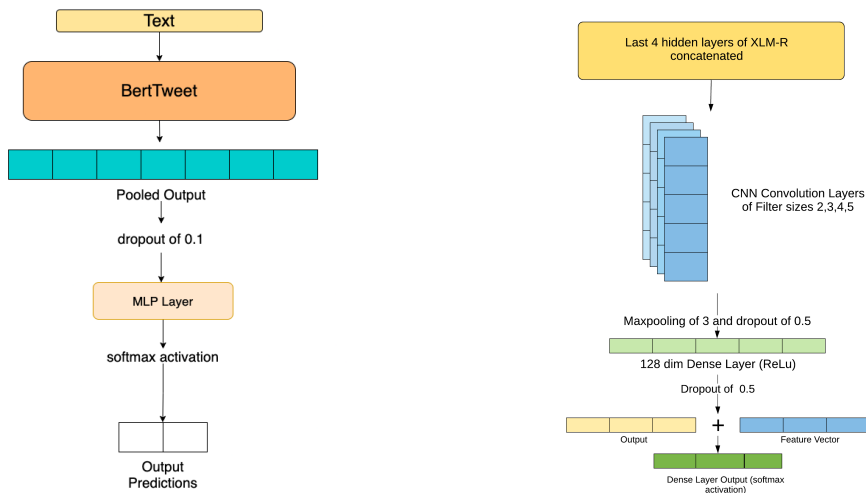 Text
BertTweet
Pooled Output
dropout of 0.1
MLP Layer
softmax activation
Output
Predictions
Last 4 hidden layers of XLM-R
concatenated
CNN Convolution Layers
of Filter sizes 2,3,4,5
Maxpooling of 3 and dropout of 0.5
128 dim Dense Layer (ReLu)
Dropout of 0.5
+
Output
Feature Vector
Dense Layer Output (softmax
activation)